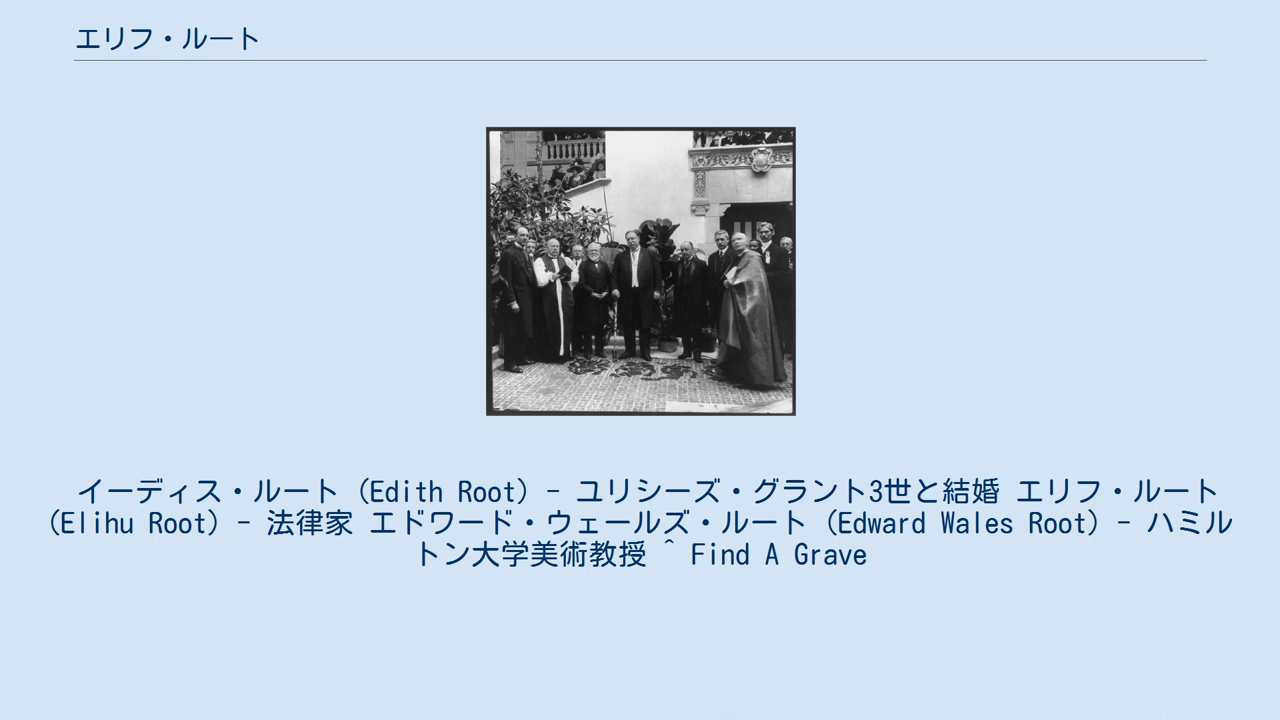 エリフ・ルート
イーディス・ルート（Edith Root）- ユリシーズ・グラント3世と結婚 エリフ・ルート
（Elihu Root）- 法律家 エドワード・ウェールズ・ルート（Edward Wales Root）- ハミル
トン大学美術教授 ^ Find A Grave